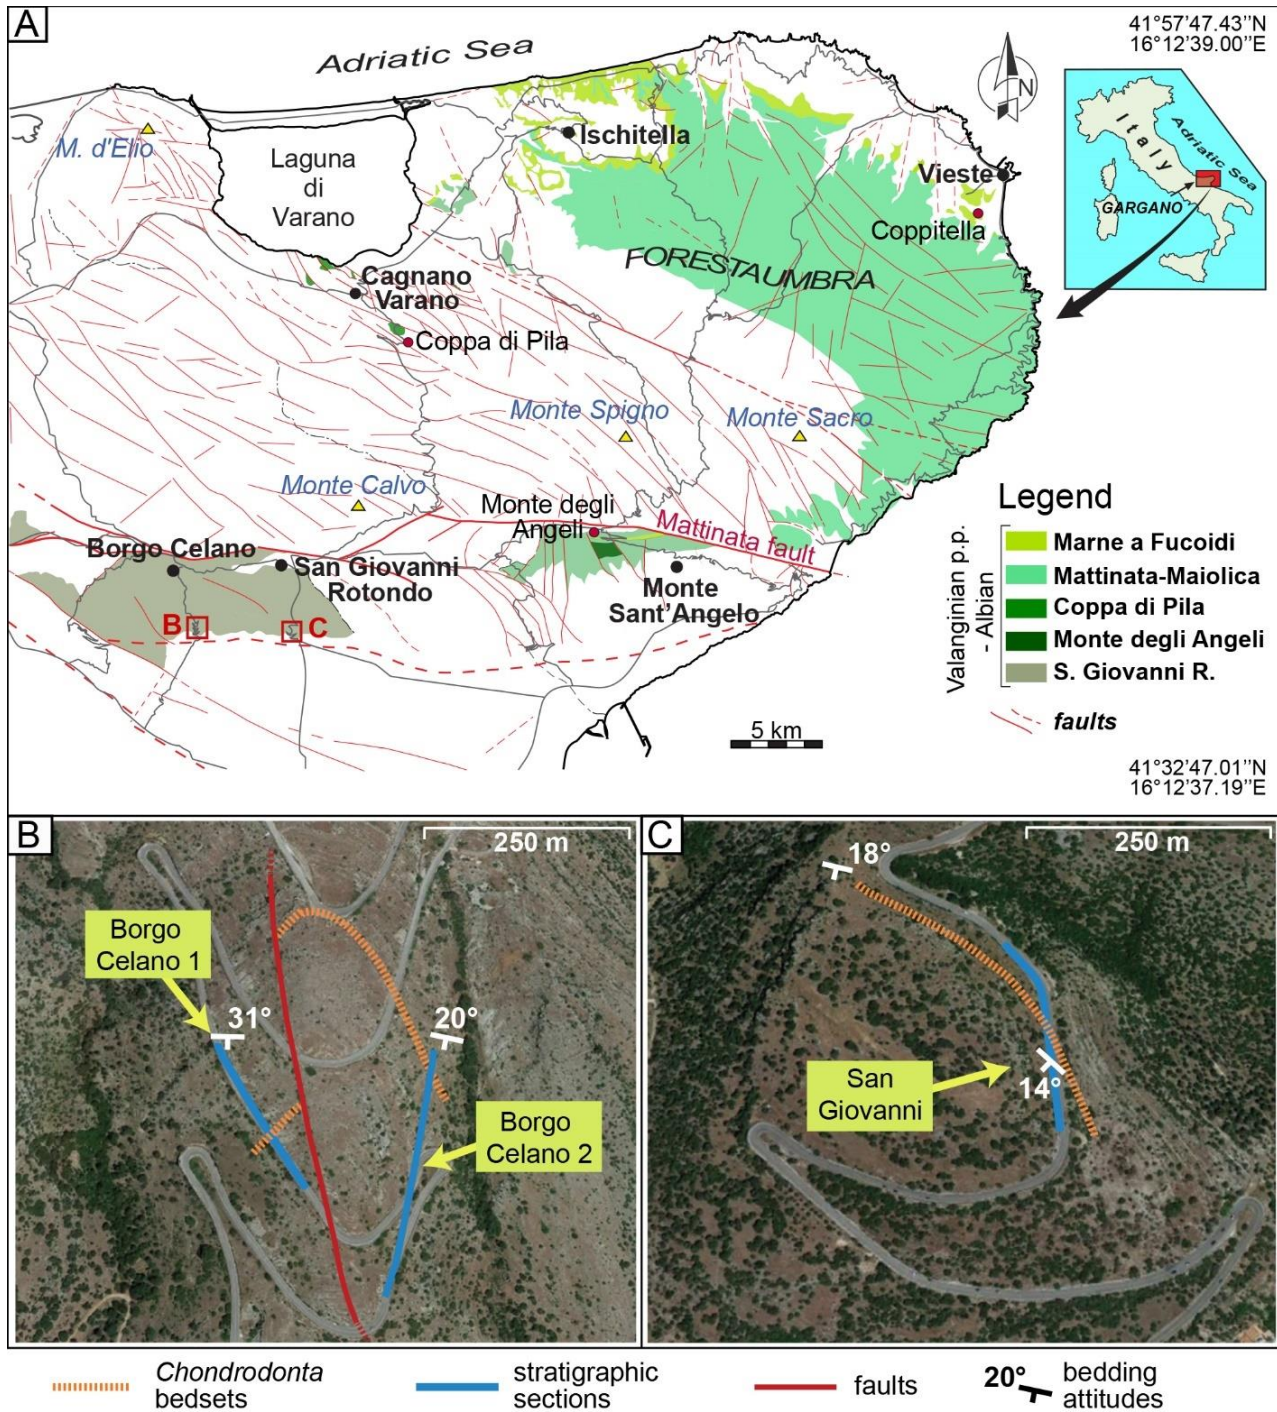 A
41°57'47.43''N
16°12'39.00''E
Adriatic Sea
N
Italy
Adriatic Sea
GARGANO
M. d'Elio
Laguna
di
Varano
Ischitella
Vieste
Coppitella
FORESTA UMBRA
Cagnano
Varano
Coppa di Pila
Monte Spigno
Monte Sacro
Monte Calvo
Monte degli
Angeli
Mattinata fault
Borgo Celano
San Giovanni
Rotondo
Monte
Sant'Angelo
B
C
5 km
Legend
Valanginian p.p.
- Albian
Marne a Fucoidi
Mattinata-Maiolica
Coppa di Pila
Monte degli Angeli
S. Giovanni R.
faults
41°32'47.01''N
16°12'37.19''E
B
250 m
Borgo
Celano 1
31°
20°
Borgo
Celano 2
C
250 m
18°
San
Giovanni
14°
Chondrodonta
bedsets
stratigraphic
sections
faults
20°
bedding
attitudes